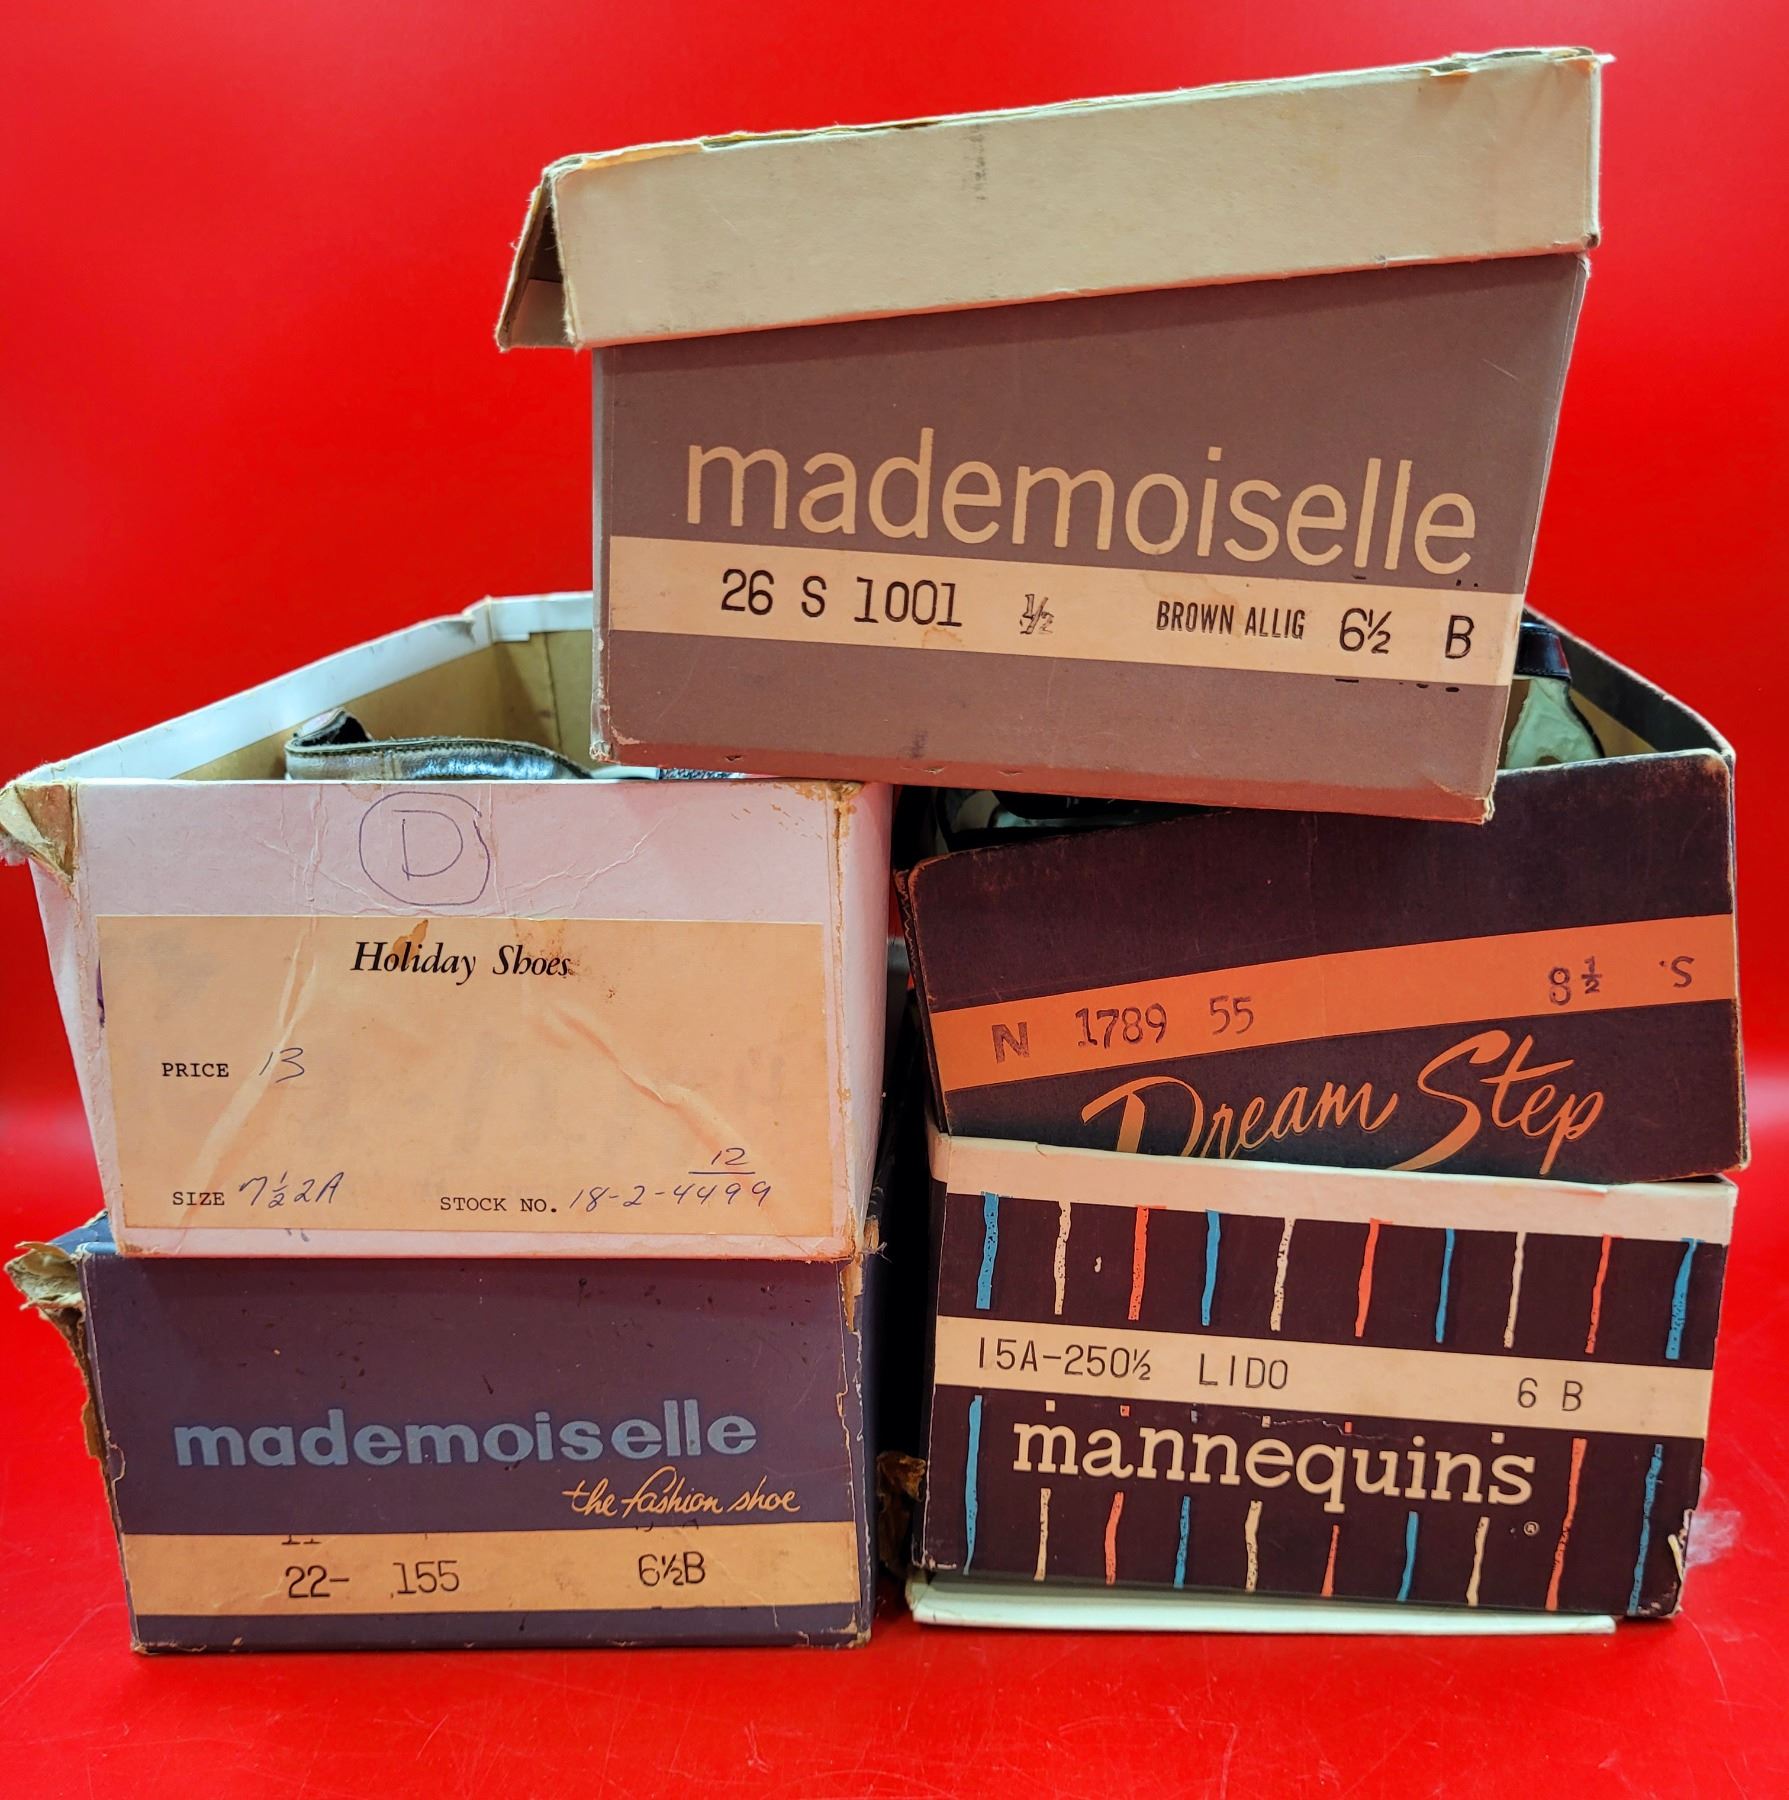 mademoiselle
26 S 1001 ½ BROWN ALLIG 6½ B
D
Holiday Shoes
PRICE 13
12
SIZE 7½ 2A STOCK NO. 18-2-4499
N 1789 55 8½ S
Dream Step
mademoiselle
the fashion shoe
22- 155 6½B
15A-250½ LIDO 6 B
mannequins
®